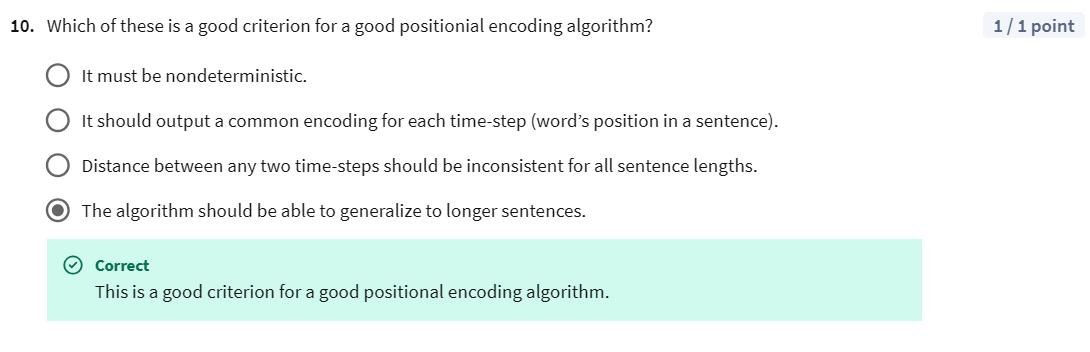 10. Which of these is a good criterion for a good positionial encoding algorithm?
1 / 1 point
It must be nondeterministic.
It should output a common encoding for each time-step (word’s position in a sentence).
Distance between any two time-steps should be inconsistent for all sentence lengths.
The algorithm should be able to generalize to longer sentences.
Correct
This is a good criterion for a good positional encoding algorithm.